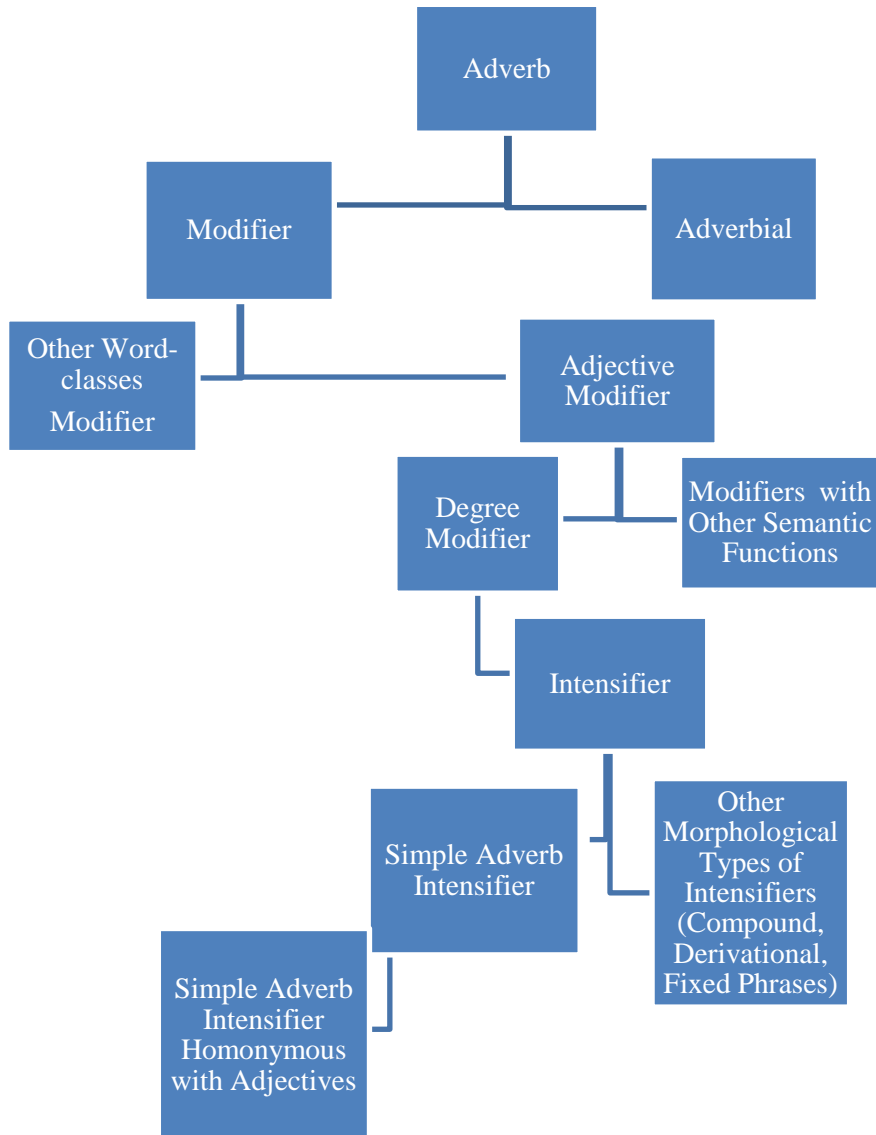 Adverb
Modifier
Adverbial
Other Word-
classes
Modifier
Adjective
Modifier
Degree
Modifier
Modifiers with
Other Semantic
Functions
Intensifier
Simple Adverb
Intensifier
Other
Morphological
Types of
Intensifiers
(Compound,
Derivational,
Fixed Phrases)
Simple Adverb
Intensifier
Homonymous
with Adjectives